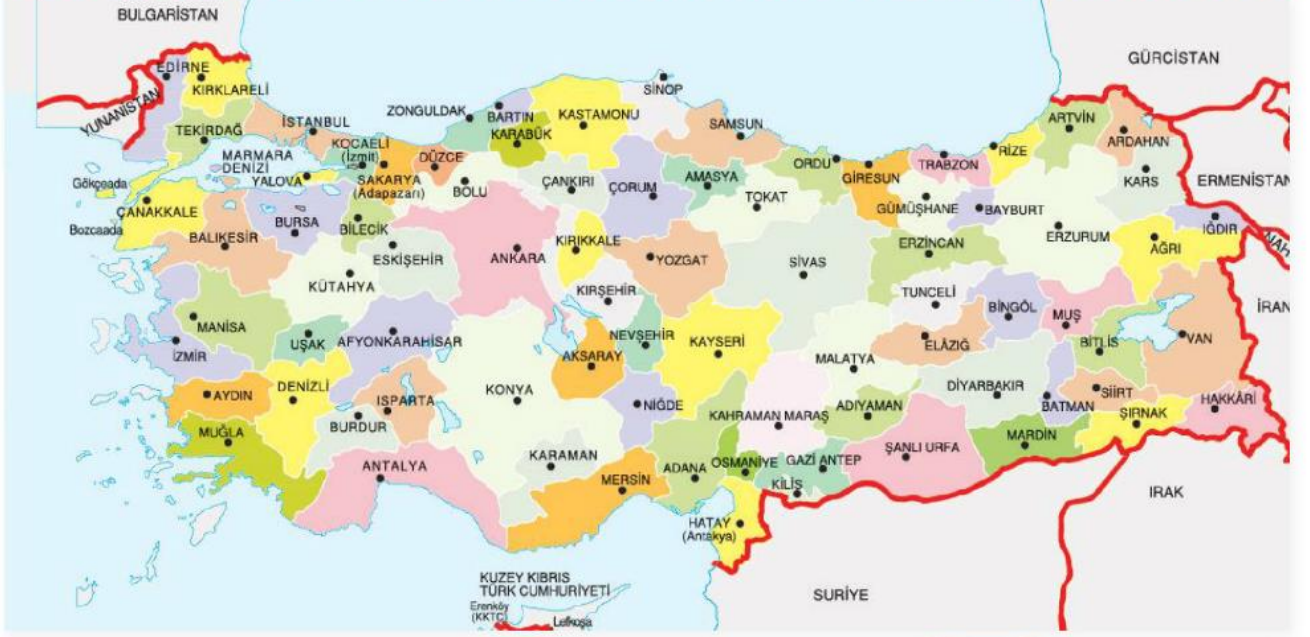 BULGARİSTAN
GÜRCİSTAN
EDİRNE
KIRKLARELİ
YUNANİSTAN
TEKİRDAĞ
İSTANBUL
ZONGULDAK
BARTIN
KARABÜK
KASTAMONU
SİNOP
SAMSUN
ORDU
GİRESUN
TRABZON
RİZE
ARTVİN
ARDAHAN
KARS
ERMENİSTAN
MARMARA
DENİZİ
YALOVA
KOCAELİ
(İzmit)
SAKARYA
(Adapazarı)
DÜZCE
BOLU
ÇANKIRI
ÇORUM
AMASYA
TOKAT
GÜMÜŞHANE
BAYBURT
ERZURUM
IĞDIR
NAH
AĞRI
Gökçeada
ÇANAKKALE
Bozcaada
BALIKESİR
BURSA
BİLECİK
ESKİŞEHİR
ANKARA
KIRIKKALE
YOZGAT
SİVAS
ERZİNCAN
KÜTAHYA
KIRŞEHİR
TUNCELİ
BİNGÖL
MUŞ
İRAN
MANİSA
İZMİR
UŞAK
AFYONKARAHİSAR
AKSARAY
NEVŞEHİR
KAYSERİ
MALATYA
ELÂZIĞ
BİTLİS
VAN
AYDIN
DENİZLİ
ISPARTA
BURDUR
KONYA
NİĞDE
KAHRAMAN MARAŞ
ADIYAMAN
DİYARBAKIR
BATMAN
SİİRT
ŞIRNAK
HAKKÂRİ
MUĞLA
ANTALYA
KARAMAN
MERSİN
ADANA
OSMANİYE
GAZİ ANTEP
KİLİS
ŞANLI URFA
MARDİN
HATAY
(Antakya)
IRAK
SURİYE
KUZEY KIBRIS
TÜRK CUMHURİYETİ
Erenköy
(KKTC)
Lefkoşa